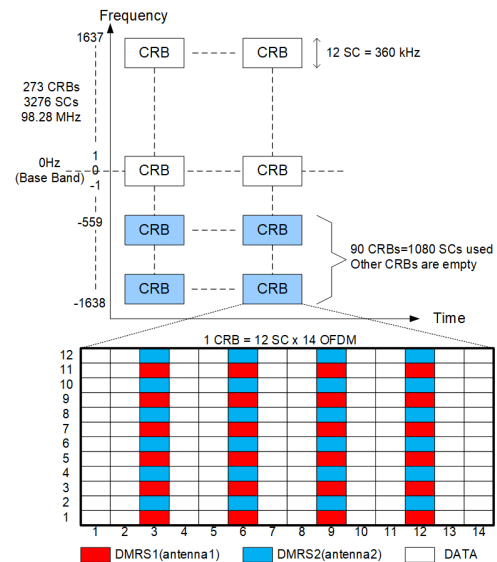 Frequency
1637
CRB
CRB
12 SC = 360 kHz
273 CRBs
3276 SCs
98.28 MHz
0Hz
(Base Band)
1
0
-1
CRB
CRB
-559
CRB
CRB
90 CRBs=1080 SCs used
Other CRBs are empty
CRB
CRB
-1638
Time
1 CRB = 12 SC x 14 OFDM
12
11
10
9
8
7
6
5
4
3
2
1
1 2 3 4 5 6 7 8 9 10 11 12 13 14
DMRS1(antenna1) DMRS2(antenna2) DATA